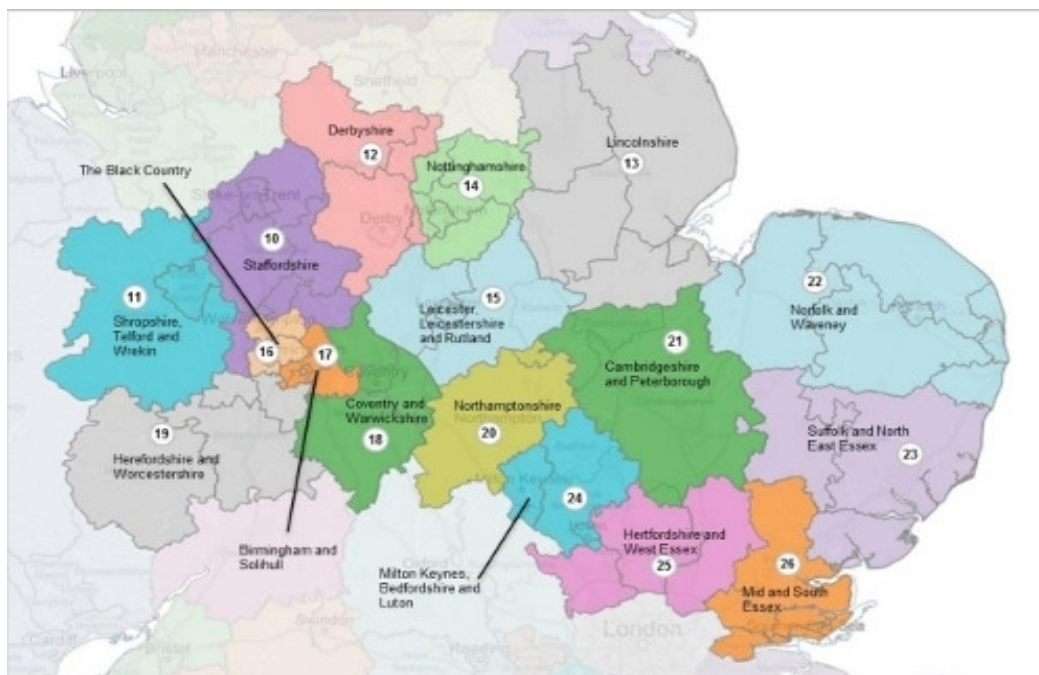 Manchester
Liverpool
Sheffield
Derbyshire
12
Lincolnshire
13
Nottinghamshire
14
The Black Country
Stoke-on-Trent
Derby
10
Staffordshire
11
Shropshire,
Telford and
Wrekin
15
Leicester,
Leicestershire
and Rutland
22
Norfolk and
Waveney
16
17
21
Cambridgeshire
and Peterborough
Coventry
Coventry and
Warwickshire
18
Northamptonshire
Northampton
20
19
Herefordshire and
Worcestershire
Suffolk and North
East Essex
23
Milton Keynes
24
Birmingham and
Solihull
Milton Keynes,
Bedfordshire and
Luton
Hertfordshire and
West Essex
25
26
Mid and South
Essex
Oxford
London
Swindon
Cardiff
Bristol
Reading